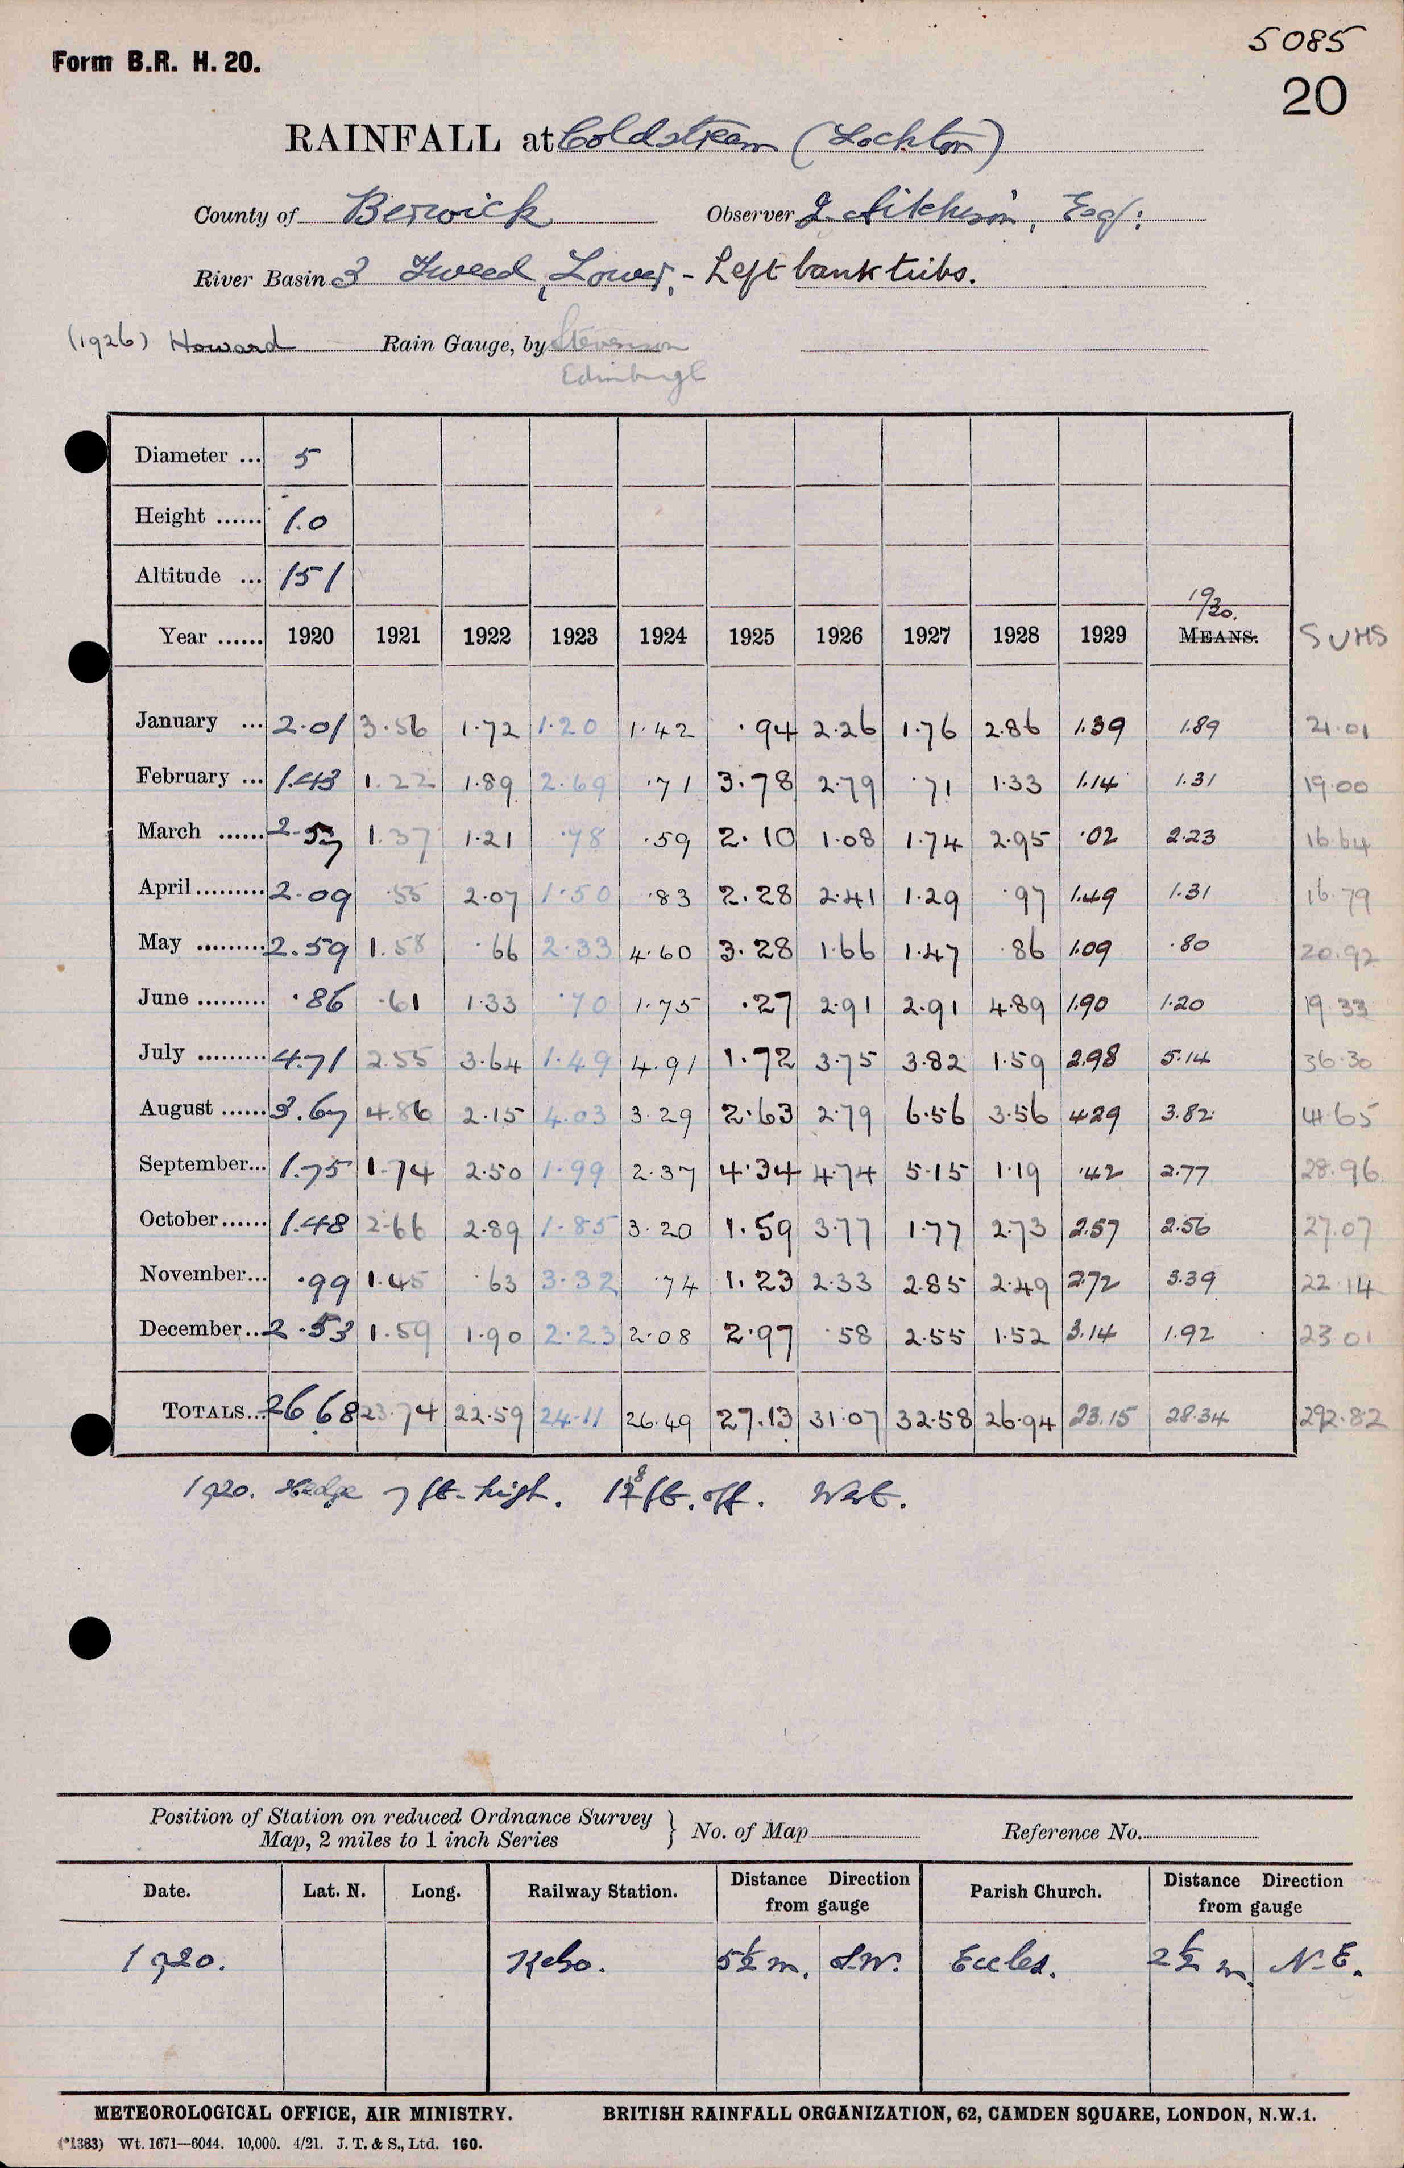 5085
Form B.R. H. 20.
20
RAINFALL at Coldstream (Lochton)
County of Berwick Observer J. Aitchison, Esq:
River Basin 3 Tweed, Lower, - Left bank tribs.
(1926) Howard Rain Gauge, by Stevenson
Edinburgh
Diameter ... 5
Height ...... 1.0
Altitude ... 151
19/30.
Year ...... 1920 1921 1922 1923 1924 1925 1926 1927 1928 1929 MEANS. SUMS
January ... 2.01 3.56 1.72 1.20 1.42 .94 2.26 1.76 2.86 1.39 1.89 21.01
February ... 1.43 1.22 1.89 2.69 .71 3.78 2.79 .71 1.33 1.14 1.31 19.00
March ...... 2.57 1.37 1.21 .78 .59 2.10 1.08 1.74 2.95 .02 2.23 16.64
April ......... 2.09 .55 2.07 1.50 .83 2.28 2.41 1.29 .97 1.49 1.31 16.79
May ......... 2.59 1.58 .66 2.33 4.60 3.28 1.66 1.47 .86 1.09 .80 20.92
June ......... .86 .61 1.33 .70 1.75 .27 2.91 2.91 4.89 1.90 1.20 19.33
July ......... 4.71 2.55 3.64 1.49 4.91 1.72 3.75 3.82 1.59 2.98 5.14 36.30
August ...... 3.67 4.86 2.15 4.03 3.29 2.63 2.79 6.56 3.56 4.29 3.82 41.65
September... 1.75 1.74 2.50 1.99 2.37 4.34 4.74 5.15 1.19 .42 2.77 28.96
October...... 1.48 2.66 2.89 1.85 3.20 1.59 3.77 1.77 2.73 2.57 2.56 27.07
November... .99 1.45 .63 3.32 .74 1.23 2.33 2.85 2.49 2.72 3.39 22.14
December... 2.53 1.59 1.90 2.23 2.08 2.97 .58 2.55 1.52 3.14 1.92 23.01
TOTALS... 26.68 23.74 22.59 24.11 26.49 27.13 31.07 32.58 26.94 23.15 28.34 292.82
1920. Hedge 7 ft. high. ft. off. West.
Position of Station on reduced Ordnance Survey
Map, 2 miles to 1 inch Series } No. of Map Reference No.
Date. Lat. N. Long. Railway Station. Distance Direction from gauge Parish Church. Distance Direction from gauge
1920. Kelso. 5½ m. S.W. Eccles. 2½ m. N.E.
METEOROLOGICAL OFFICE, AIR MINISTRY. BRITISH RAINFALL ORGANIZATION, 62, CAMDEN SQUARE, LONDON, N.W.1.
(*1383) Wt. 1671—6044. 10,000. 4/21. J. T. & S., Ltd. 160.